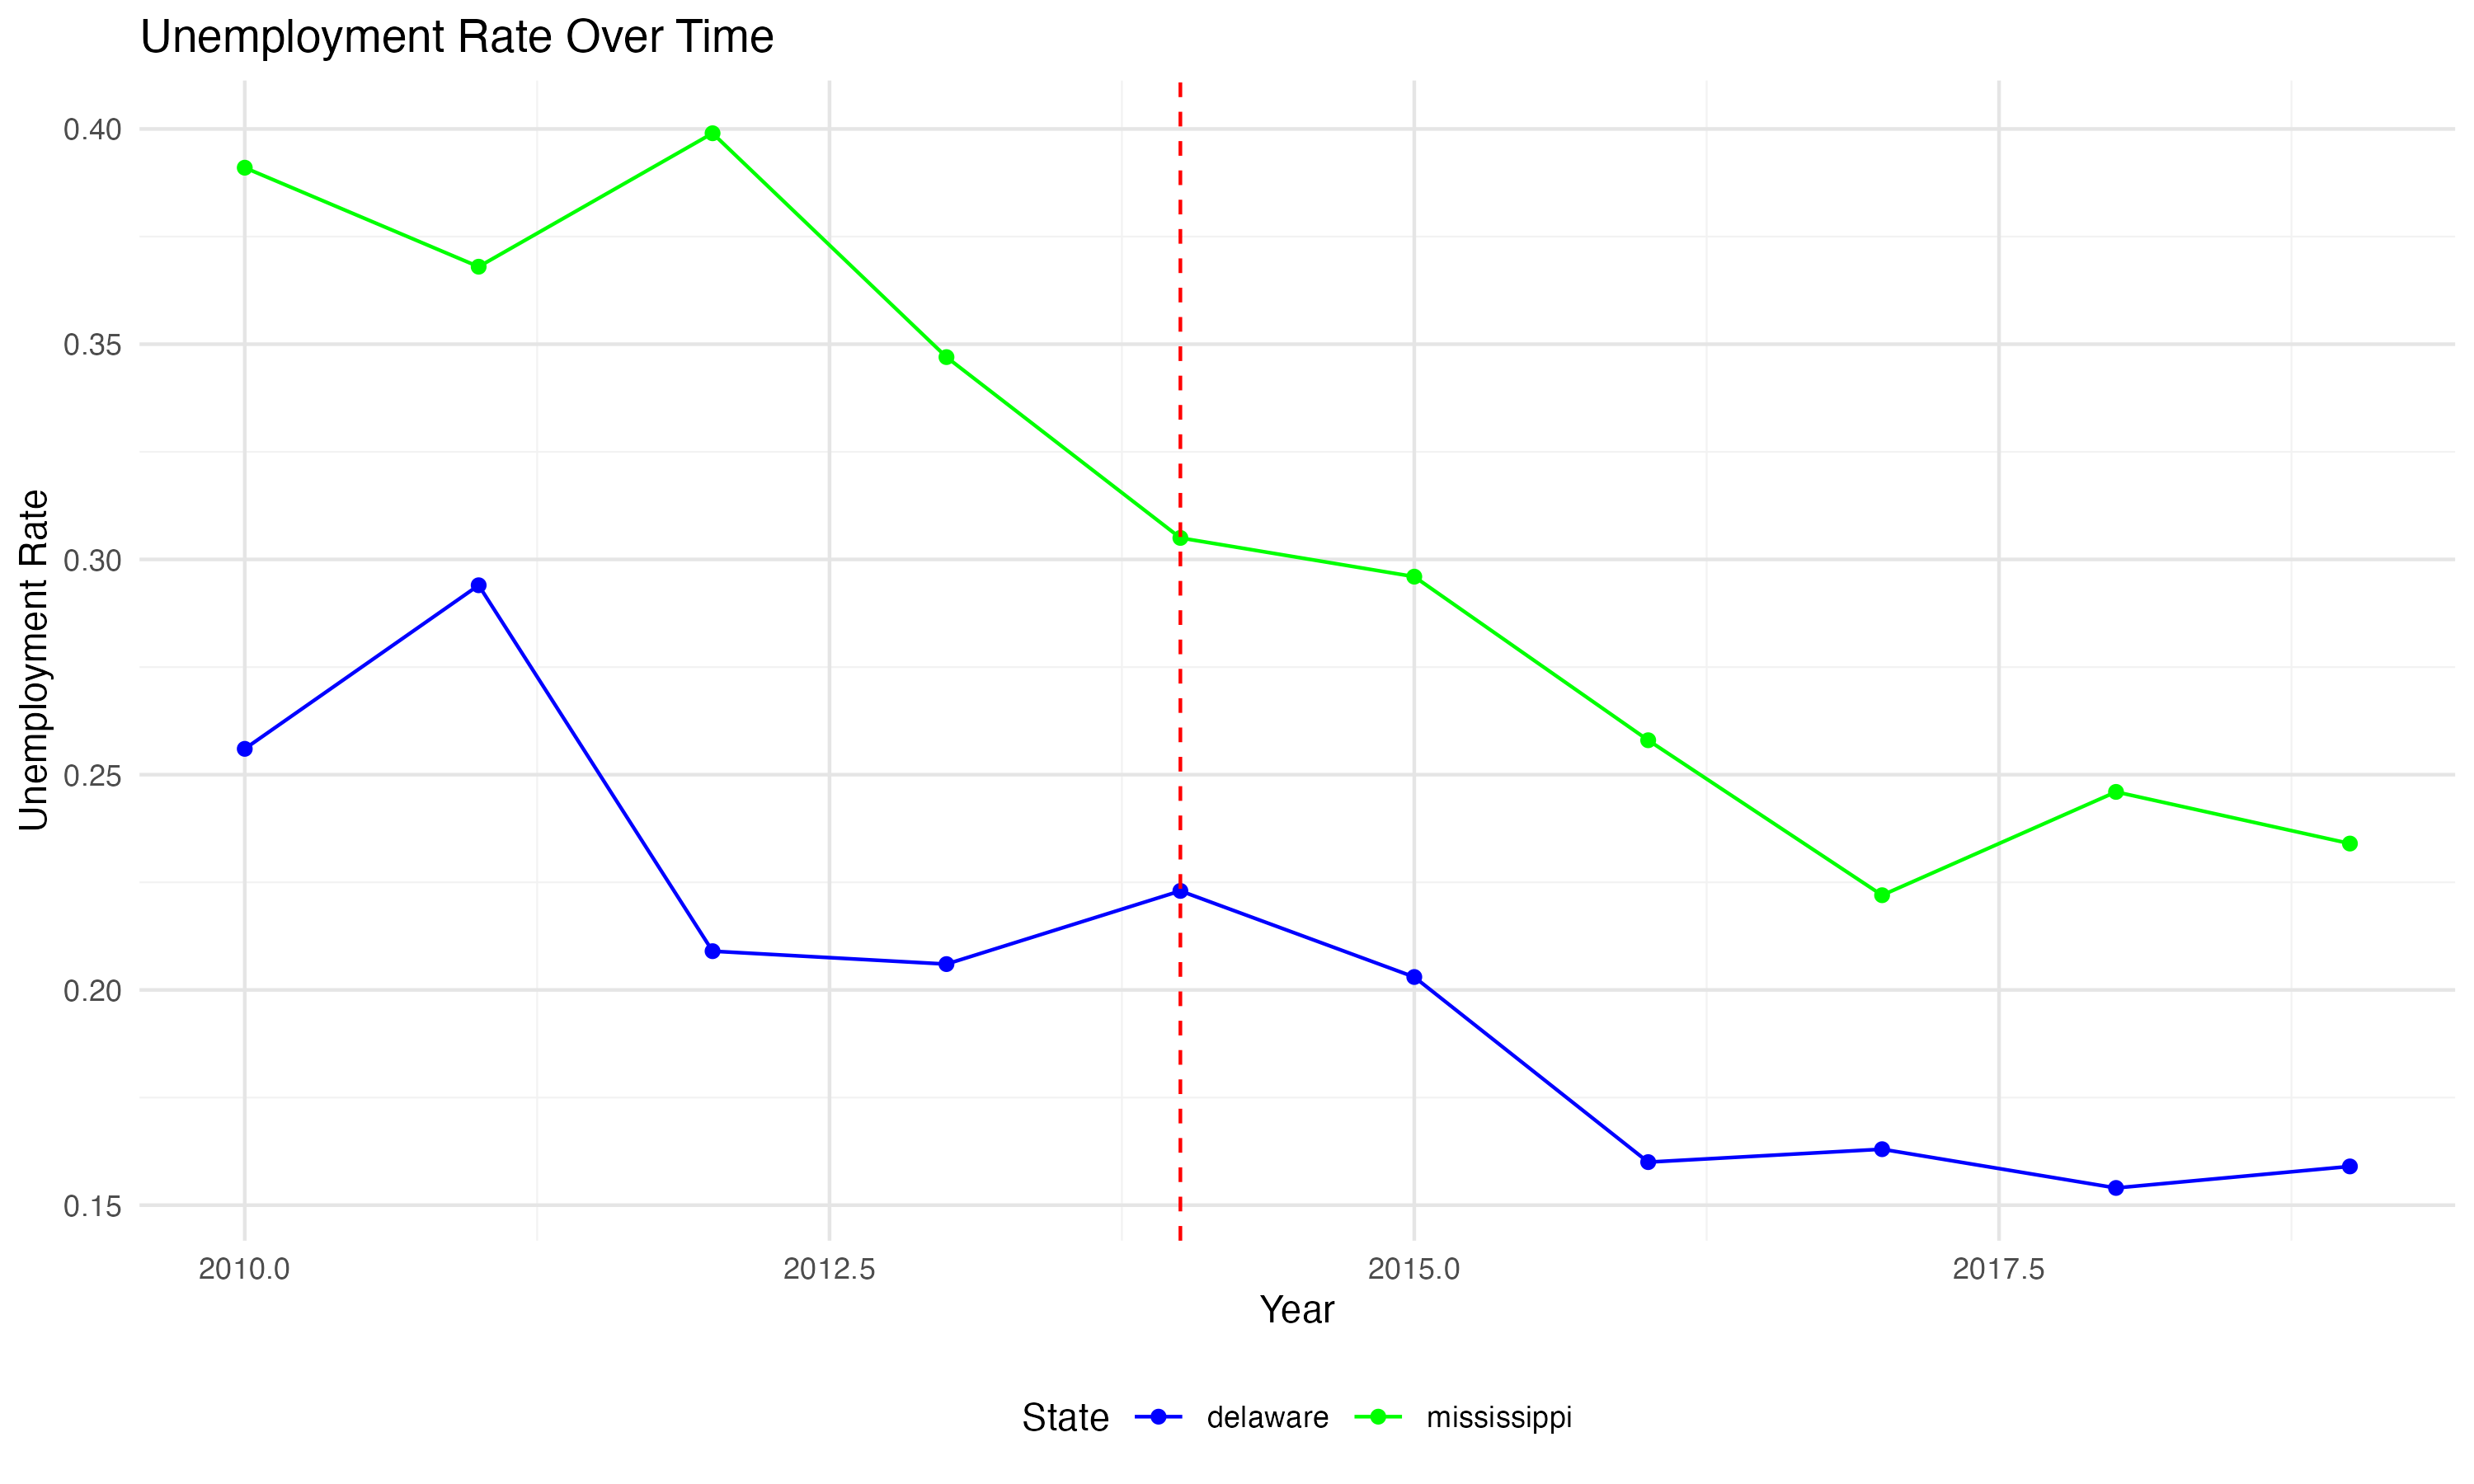 Unemployment Rate Over Time
Unemployment Rate
0.40
0.35
0.30
0.25
0.20
0.15
2010.0 2012.5 2015.0 2017.5
Year
State delaware mississippi